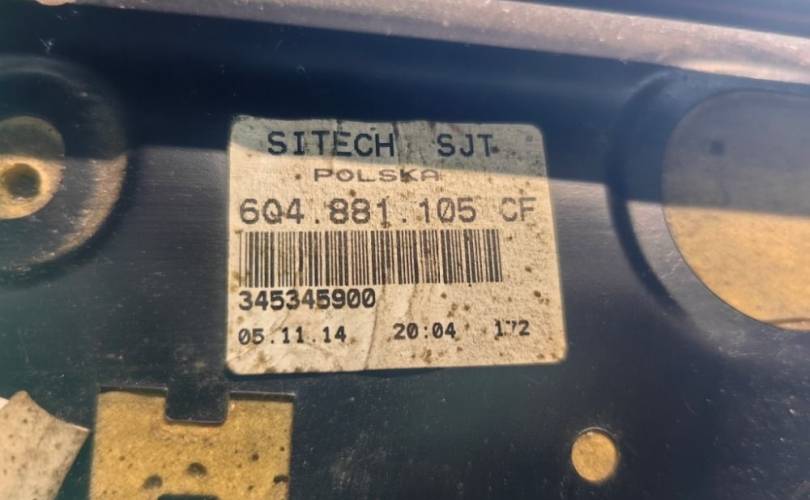 SITECH SJT
POLSKA
6Q4.881.105 CF
345345900
05.11.14 20:04 172